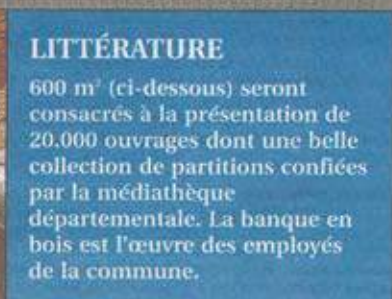 LITTÉRATURE
600 m² (ci-dessous) seront
consacrés à la présentation de
20.000 ouvrages dont une belle
collection de partitions confiées
par la médiathèque
départementale. La banque en
bois est l'œuvre des employés
de la commune.